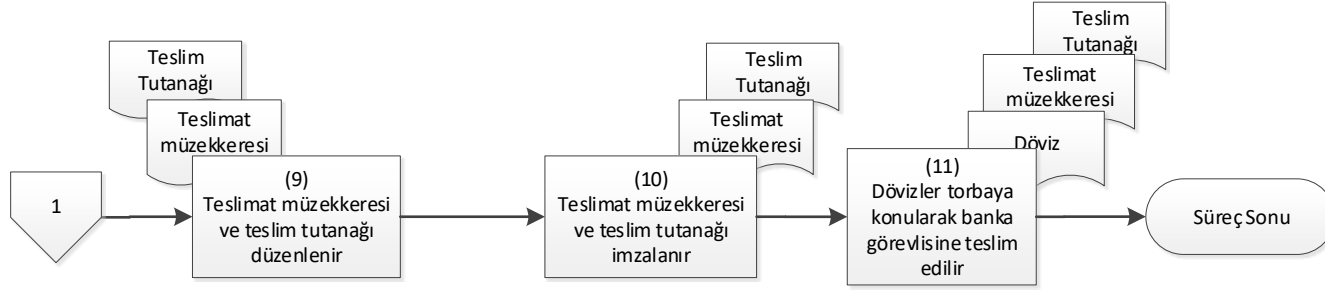 Teslim
Tutanağı
Teslimat
müzekkeresi
Teslim
Tutanağı
Teslimat
müzekkeresi
Teslim
Tutanağı
Teslimat
müzekkeresi
Döviz
1
(9)
Teslimat müzekkeresi
ve teslim tutanağı
düzenlenir
(10)
Teslimat müzekkeresi
ve teslim tutanağı
imzalanır
(11)
Dövizler torbaya
konularak banka
görevlisine teslim
edilir
Süreç Sonu